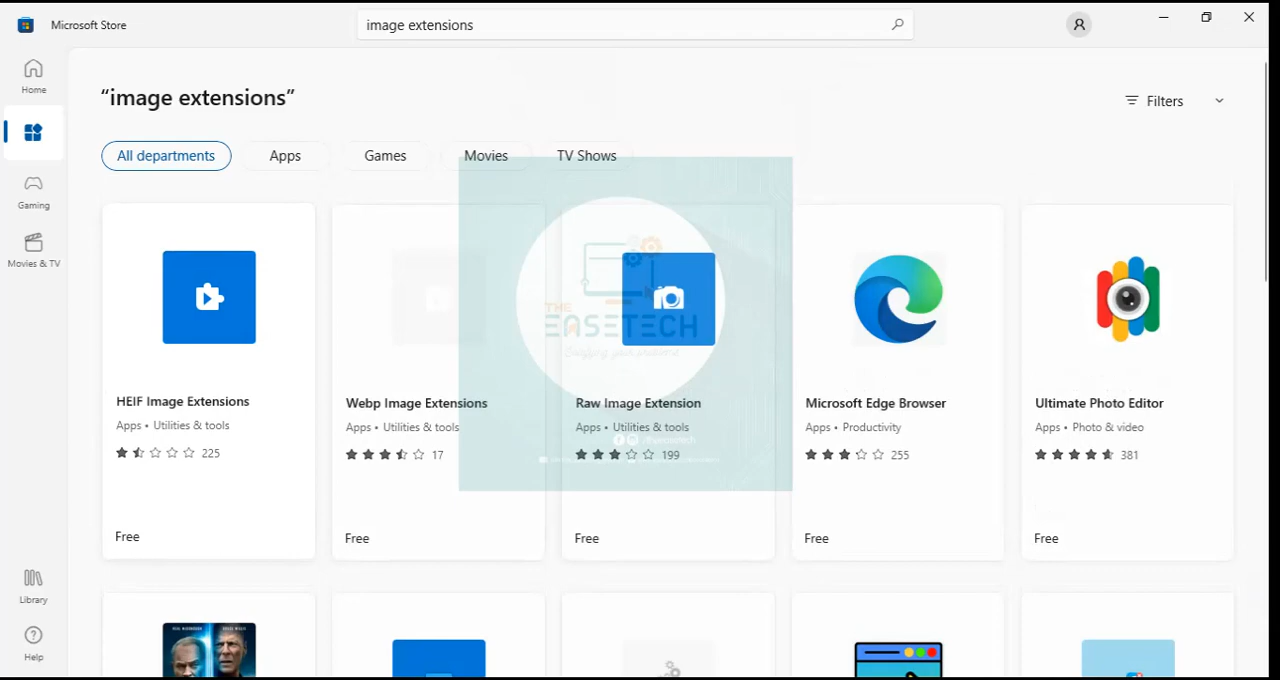 Microsoft Store
image extensions
Home
“image extensions”
Filters
All departments
Apps
Games
Movies
TV Shows
Gaming
Movies & TV
THE
EASETECH
HEIF Image Extensions
Apps • Utilities & tools
225
Free
Webp Image Extensions
Apps • Utilities & tools
17
Free
Raw Image Extension
Apps • Utilities & tools
199
Free
Microsoft Edge Browser
Apps • Productivity
255
Free
Ultimate Photo Editor
Apps • Photo & video
381
Free
Library
Help